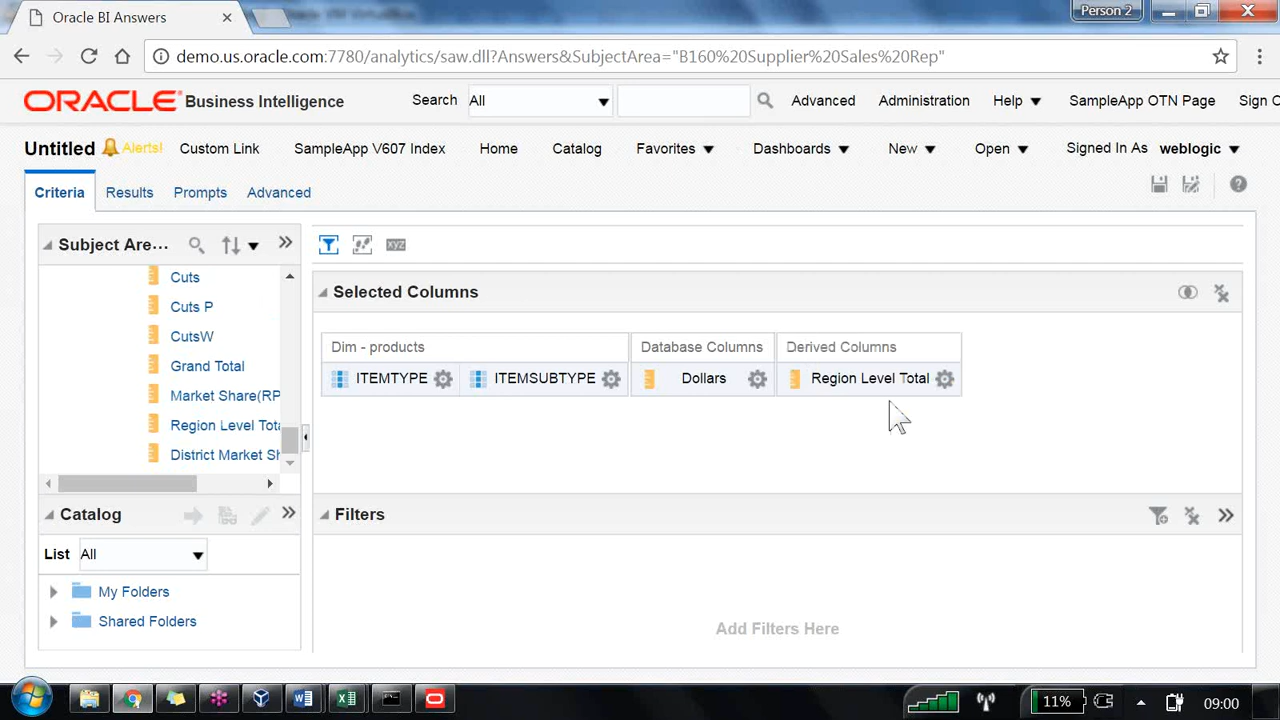 Oracle BI Answers
Person 2
demo.us.oracle.com:7780/analytics/saw.dll?Answers&SubjectArea="B160%20Supplier%20Sales%20Rep"
ORACLE Business Intelligence Search All Advanced Administration Help SampleApp OTN Page Sign O
Untitled Alerts! Custom Link SampleApp V607 Index Home Catalog Favorites Dashboards New Open Signed In As weblogic
Criteria Results Prompts Advanced
Subject Are...
xyz
Cuts
Cuts P
CutsW
Grand Total
Market Share(RP
Region Level Tota
District Market Sh
Selected Columns
Dim - products Database Columns Derived Columns
ITEMTYPE ITEMSUBTYPE Dollars Region Level Total
Catalog
List All
My Folders
Shared Folders
Filters
Add Filters Here
11% 09:00